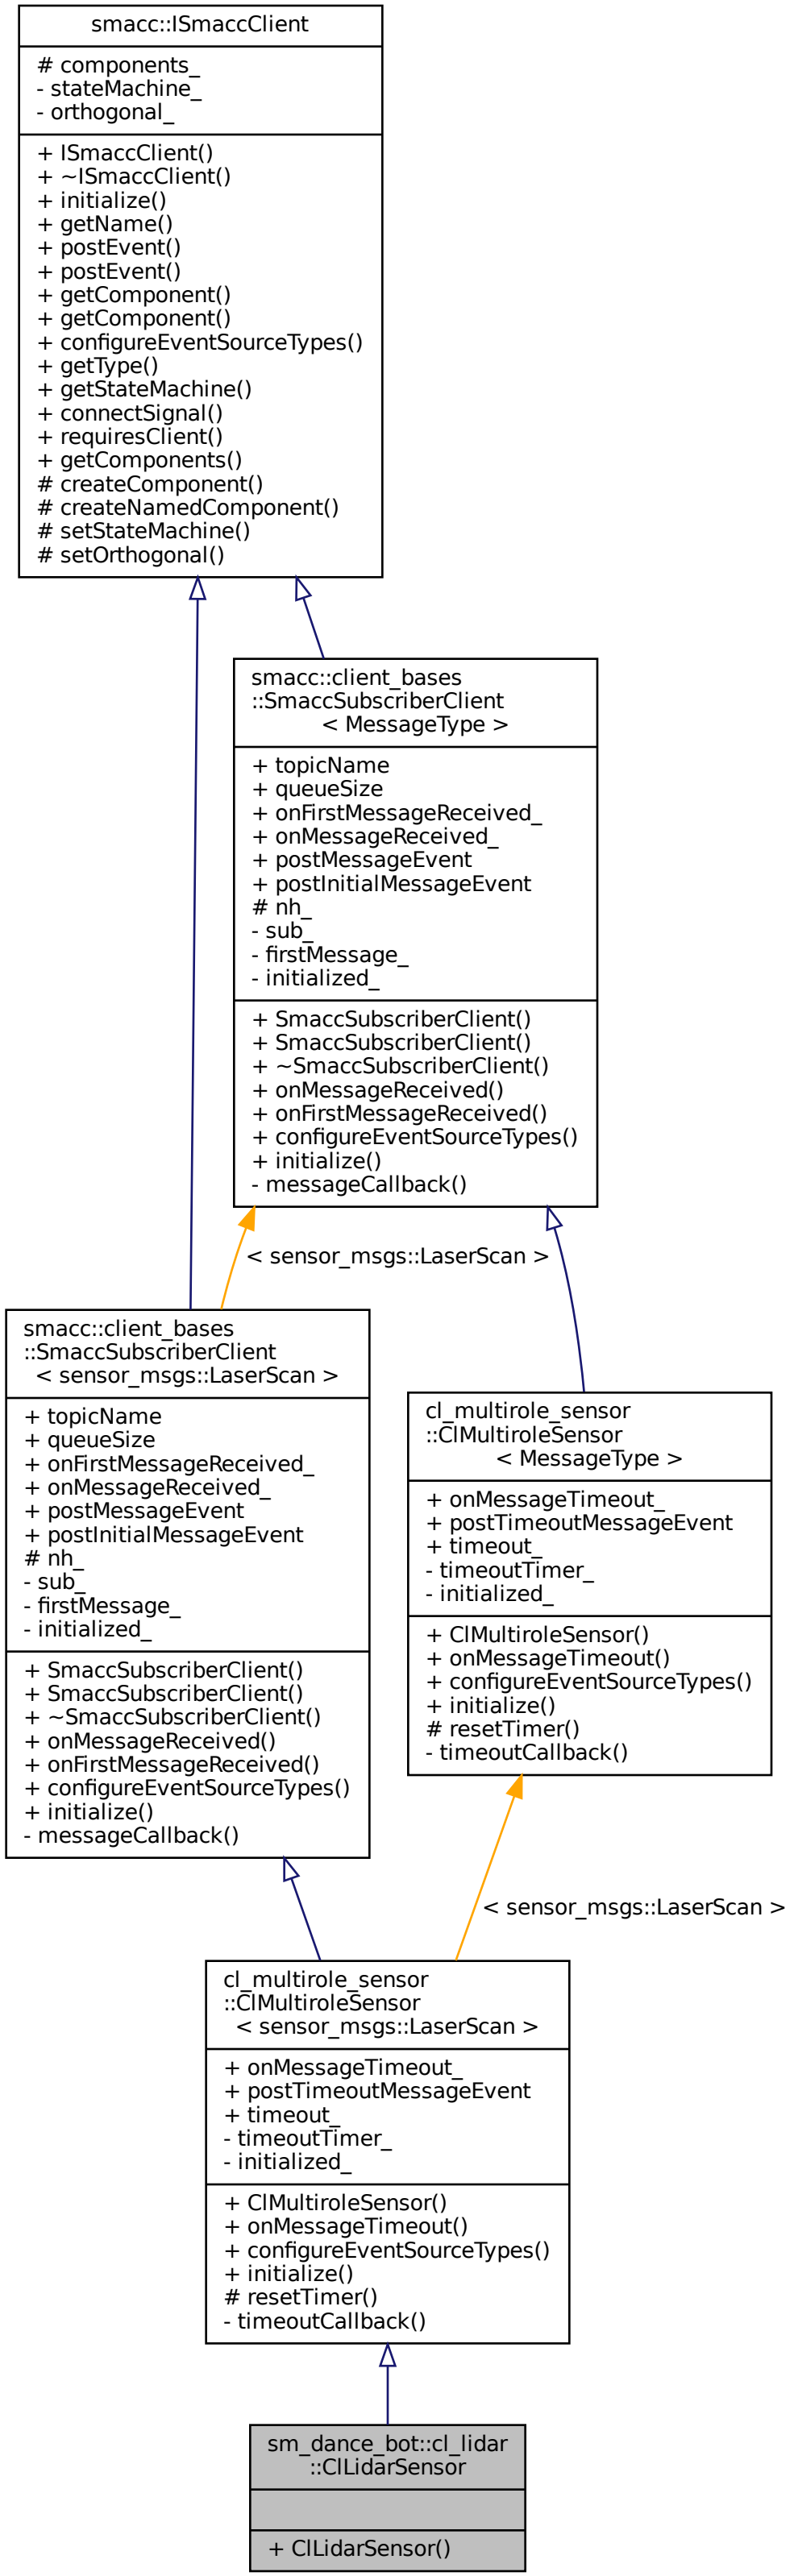 smacc::ISmaccClient
# components_
- stateMachine_
- orthogonal_
+ ISmaccClient()
+ ~ISmaccClient()
+ initialize()
+ getName()
+ postEvent()
+ postEvent()
+ getComponent()
+ getComponent()
+ configureEventSourceTypes()
+ getType()
+ getStateMachine()
+ connectSignal()
+ requiresClient()
+ getComponents()
# createComponent()
# createNamedComponent()
# setStateMachine()
# setOrthogonal()
smacc::client_bases
::SmaccSubscriberClient
< MessageType >
+ topicName
+ queueSize
+ onFirstMessageReceived_
+ onMessageReceived_
+ postMessageEvent
+ postInitialMessageEvent
# nh_
- sub_
- firstMessage_
- initialized_
+ SmaccSubscriberClient()
+ SmaccSubscriberClient()
+ ~SmaccSubscriberClient()
+ onMessageReceived()
+ onFirstMessageReceived()
+ configureEventSourceTypes()
+ initialize()
- messageCallback()
< sensor_msgs::LaserScan >
smacc::client_bases
::SmaccSubscriberClient
< sensor_msgs::LaserScan >
+ topicName
+ queueSize
+ onFirstMessageReceived_
+ onMessageReceived_
+ postMessageEvent
+ postInitialMessageEvent
# nh_
- sub_
- firstMessage_
- initialized_
+ SmaccSubscriberClient()
+ SmaccSubscriberClient()
+ ~SmaccSubscriberClient()
+ onMessageReceived()
+ onFirstMessageReceived()
+ configureEventSourceTypes()
+ initialize()
- messageCallback()
cl_multirole_sensor
::ClMultiroleSensor
< MessageType >
+ onMessageTimeout_
+ postTimeoutMessageEvent
+ timeout_
- timeoutTimer_
- initialized_
+ ClMultiroleSensor()
+ onMessageTimeout()
+ configureEventSourceTypes()
+ initialize()
# resetTimer()
- timeoutCallback()
< sensor_msgs::LaserScan >
cl_multirole_sensor
::ClMultiroleSensor
< sensor_msgs::LaserScan >
+ onMessageTimeout_
+ postTimeoutMessageEvent
+ timeout_
- timeoutTimer_
- initialized_
+ ClMultiroleSensor()
+ onMessageTimeout()
+ configureEventSourceTypes()
+ initialize()
# resetTimer()
- timeoutCallback()
sm_dance_bot::cl_lidar
::ClLidarSensor
+ ClLidarSensor()